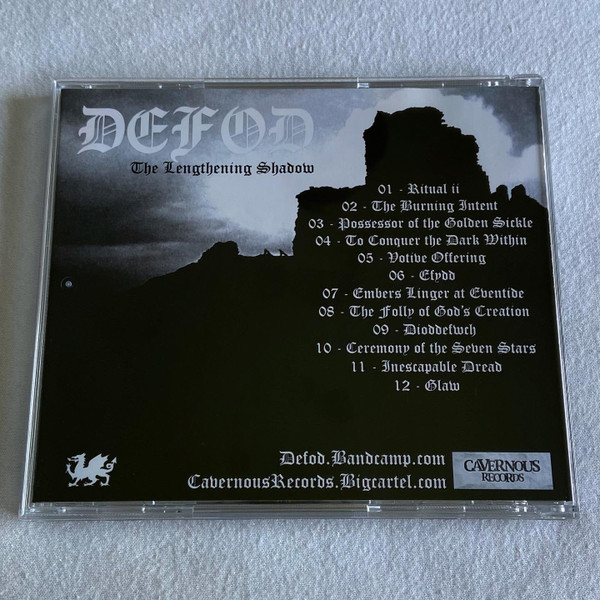 DEFOD
The Lengthening Shadow
01 - Ritual ii
02 - The Burning Intent
03 - Possessor of the Golden Sickle
04 - To Conquer the Dark Within
05 - Votive Offering
06 - Efydd
07 - Embers Linger at Eventide
08 - The Folly of God's Creation
09 - Dioddefwch
10 - Ceremony of the Seven Stars
11 - Inescapable Dread
12 - Glaw
Defod.Bandcamp.com
CavernousRecords.Bigcartel.com
CAVERNOUS
RECORDS